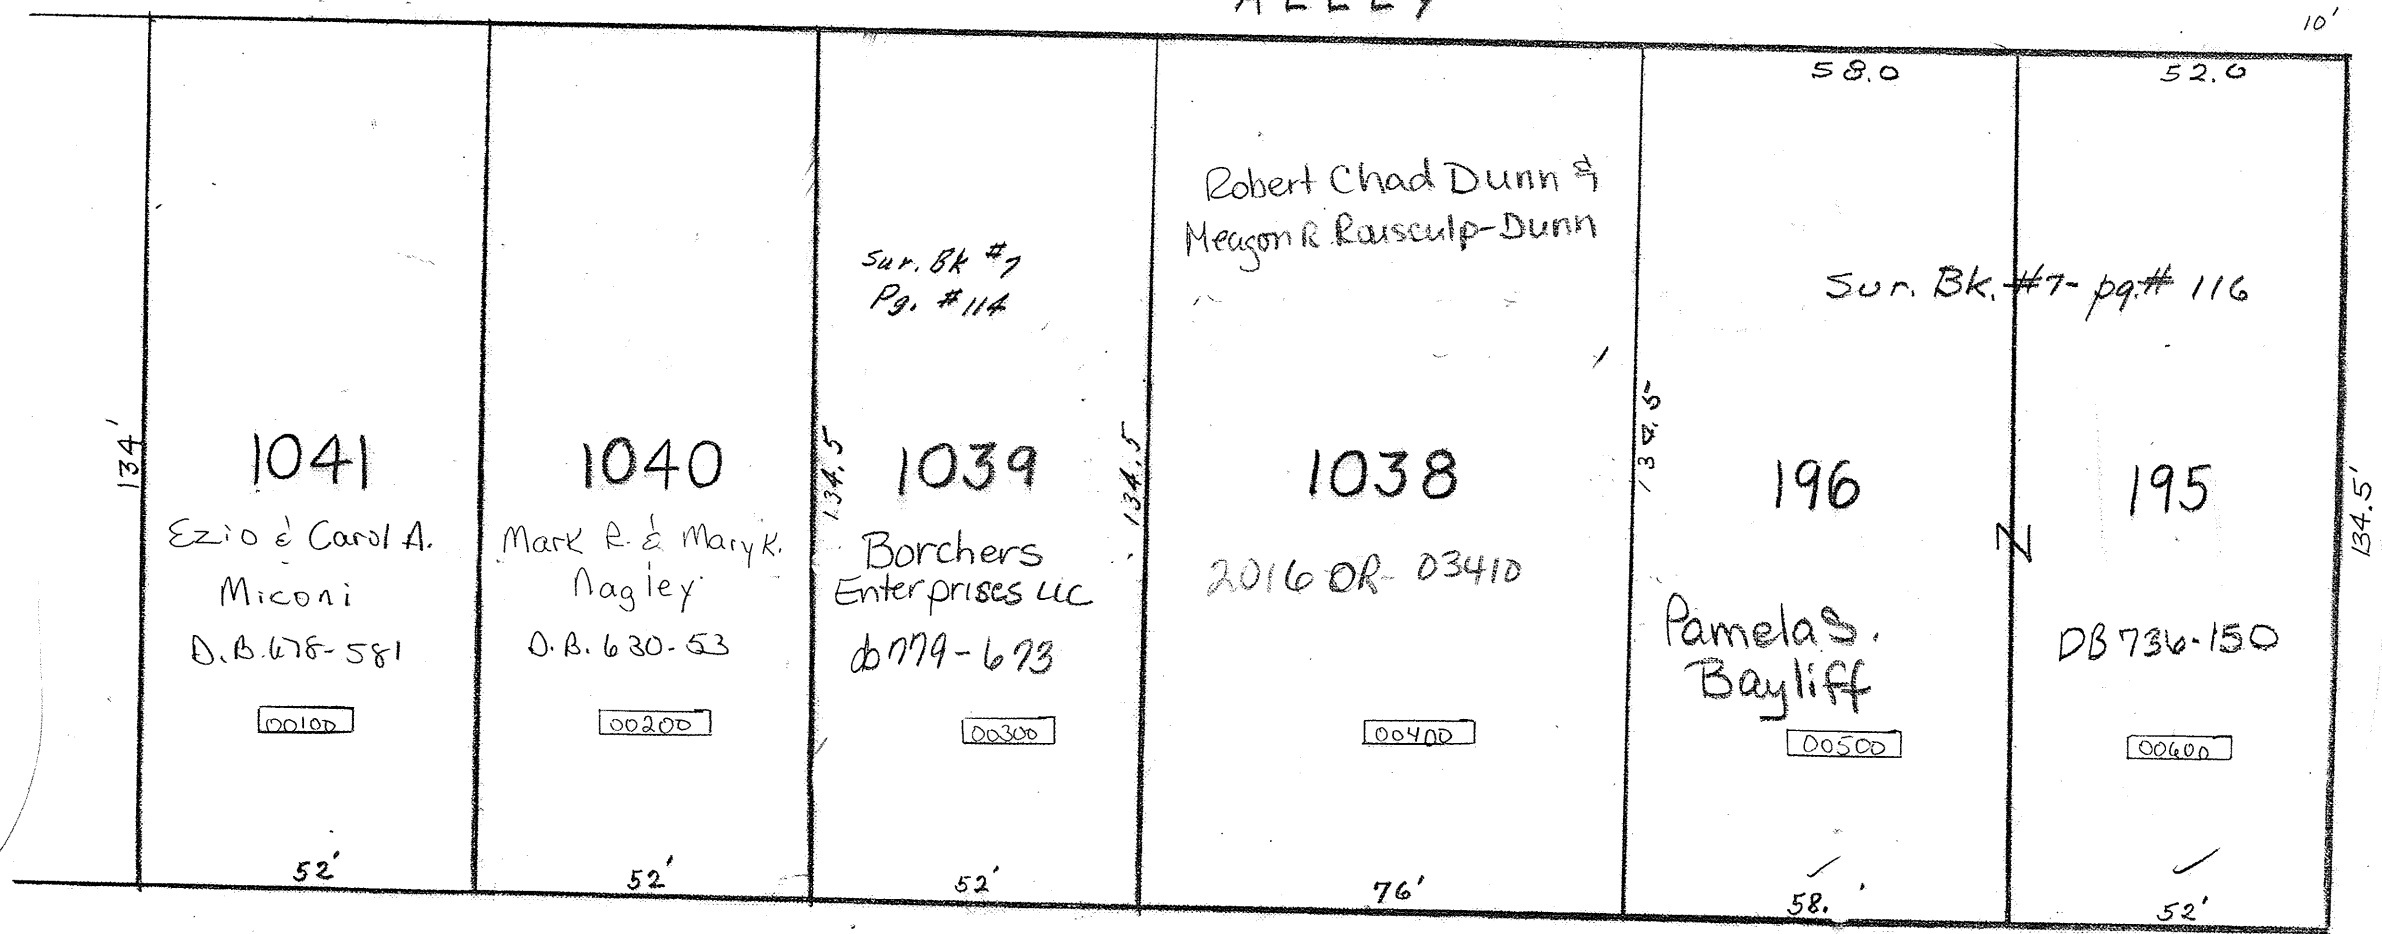 ALLEY
10'
58.0
52.0
Robert Chad Dunn &
Meagon R. Rausculp-Dunn
Sur. Bk #7
Pg. #114
Sur. Bk. #7- pg.# 116
134'
1041
Ezio & Carol A.
Miconi
D.B. 678-581
00100
52'
1040
Mark R. & Mary K.
Nagley
D.B. 630-53
00200
52'
134.5
1039
Borchers
Enterprises LLC
db 779-673
00300
52'
134.5
1038
2016 OR- 03410
00400
76'
134.5
196
Pamela S.
Bayliff
00500
58.'
Z
195
DB 736-150
00600
52'
134.5'